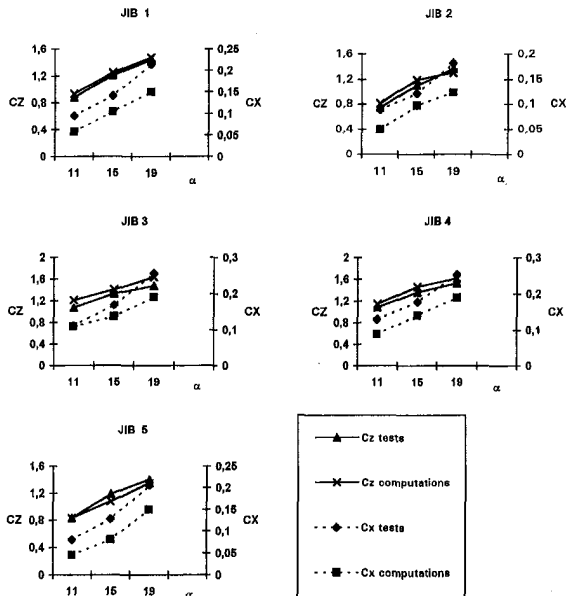 JIB 1
1,6
1,2
0,8
0,4
0
CZ
0,25
0,2
0,15
0,1
0,05
0
CX
11 15 19 α
JIB 2
1,6
1,2
0,8
0,4
0
CZ
0,2
0,15
0,1
0,05
0
CX
11 15 19 α
JIB 3
2
1,6
1,2
0,8
0,4
0
CZ
0,3
0,2
0,1
0
CX
11 15 19 α
JIB 4
2
1,6
1,2
0,8
0,4
0
CZ
0,3
0,2
0,1
0
CX
11 15 19 α
JIB 5
1,6
1,2
0,8
0,4
0
CZ
0,25
0,2
0,15
0,1
0,05
0
CX
11 15 19 α
Cz tests
Cz computations
Cx tests
Cx computations